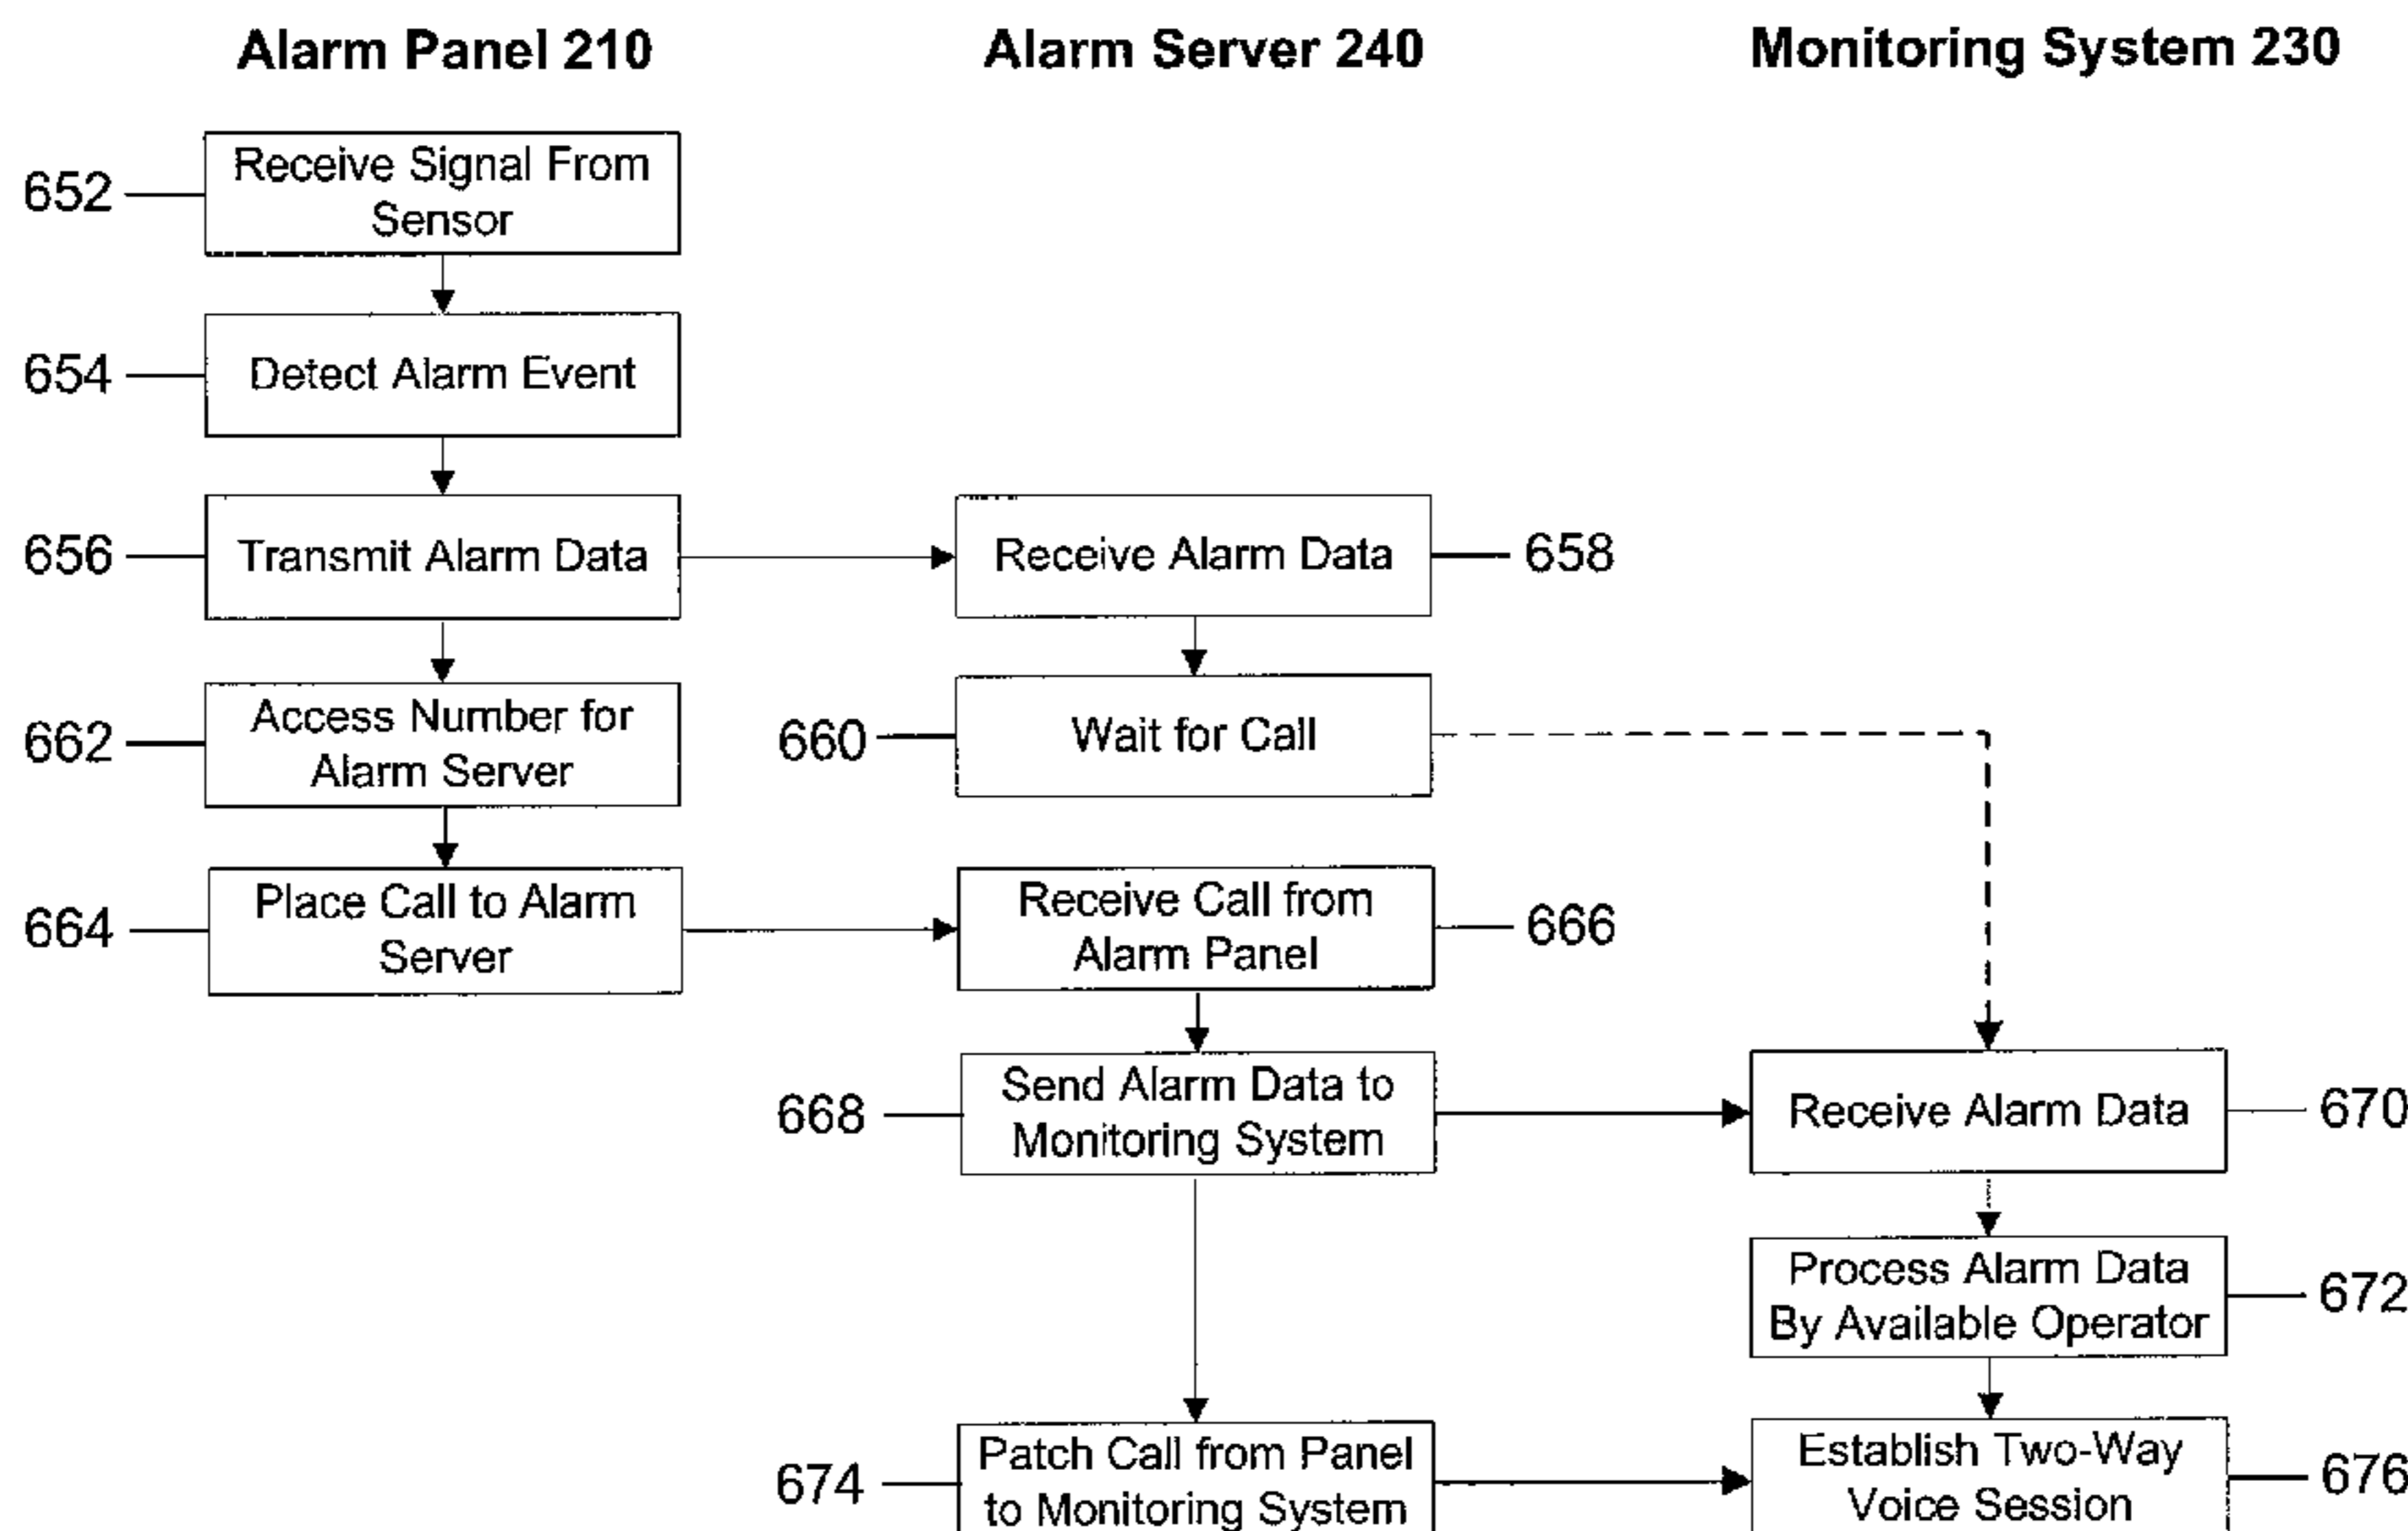 Alarm Panel 210
Alarm Server 240
Monitoring System 230
652
Receive Signal From
Sensor
654
Detect Alarm Event
656
Transmit Alarm Data
Receive Alarm Data
658
662
Access Number for
Alarm Server
660
Wait for Call
664
Place Call to Alarm
Server
Receive Call from
Alarm Panel
666
668
Send Alarm Data to
Monitoring System
Receive Alarm Data
670
Process Alarm Data
By Available Operator
672
674
Patch Call from Panel
to Monitoring System
Establish Two-Way
Voice Session
676